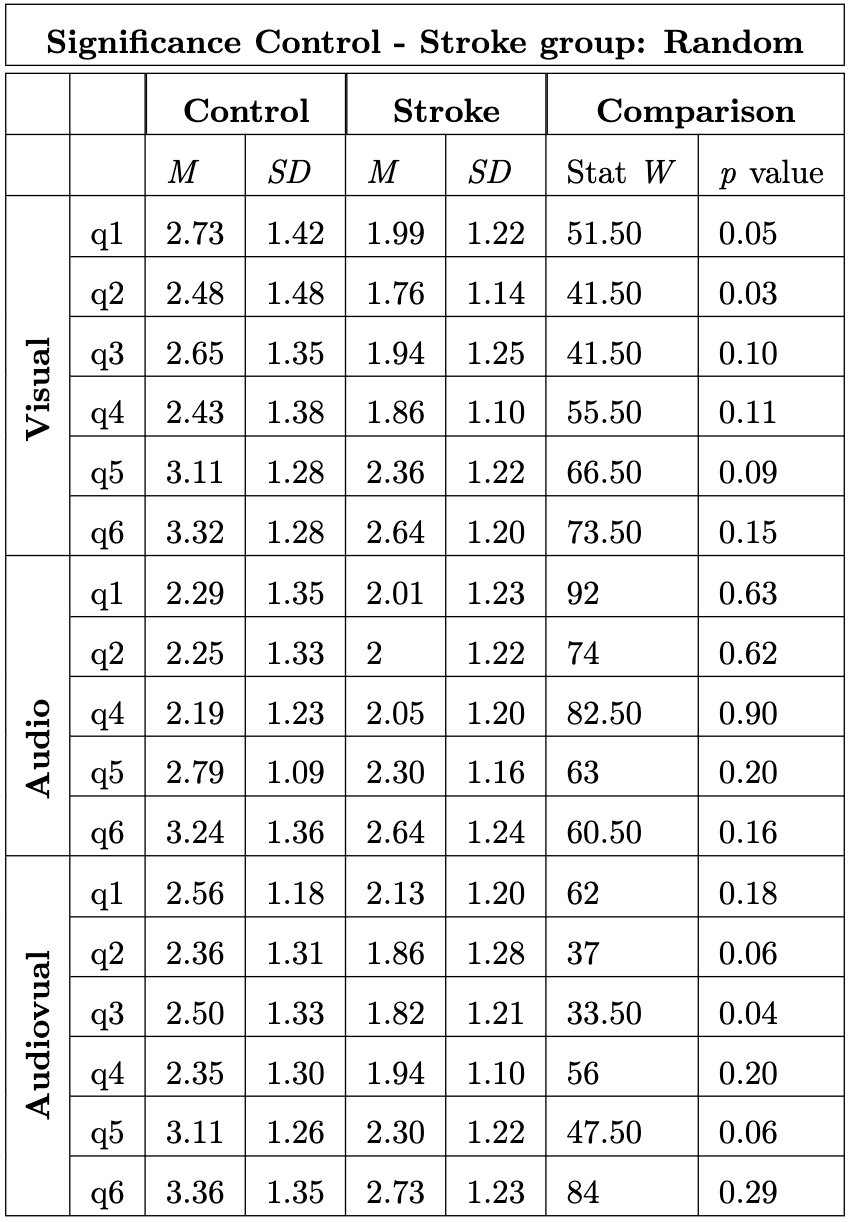 Significance Control - Stroke group: Random
Control Stroke Comparison
M SD M SD Stat W p value
Visual
q1 2.73 1.42 1.99 1.22 51.50 0.05
q2 2.48 1.48 1.76 1.14 41.50 0.03
q3 2.65 1.35 1.94 1.25 41.50 0.10
q4 2.43 1.38 1.86 1.10 55.50 0.11
q5 3.11 1.28 2.36 1.22 66.50 0.09
q6 3.32 1.28 2.64 1.20 73.50 0.15
Audio
q1 2.29 1.35 2.01 1.23 92 0.63
q2 2.25 1.33 2 1.22 74 0.62
q4 2.19 1.23 2.05 1.20 82.50 0.90
q5 2.79 1.09 2.30 1.16 63 0.20
q6 3.24 1.36 2.64 1.24 60.50 0.16
Audiovual
q1 2.56 1.18 2.13 1.20 62 0.18
q2 2.36 1.31 1.86 1.28 37 0.06
q3 2.50 1.33 1.82 1.21 33.50 0.04
q4 2.35 1.30 1.94 1.10 56 0.20
q5 3.11 1.26 2.30 1.22 47.50 0.06
q6 3.36 1.35 2.73 1.23 84 0.29